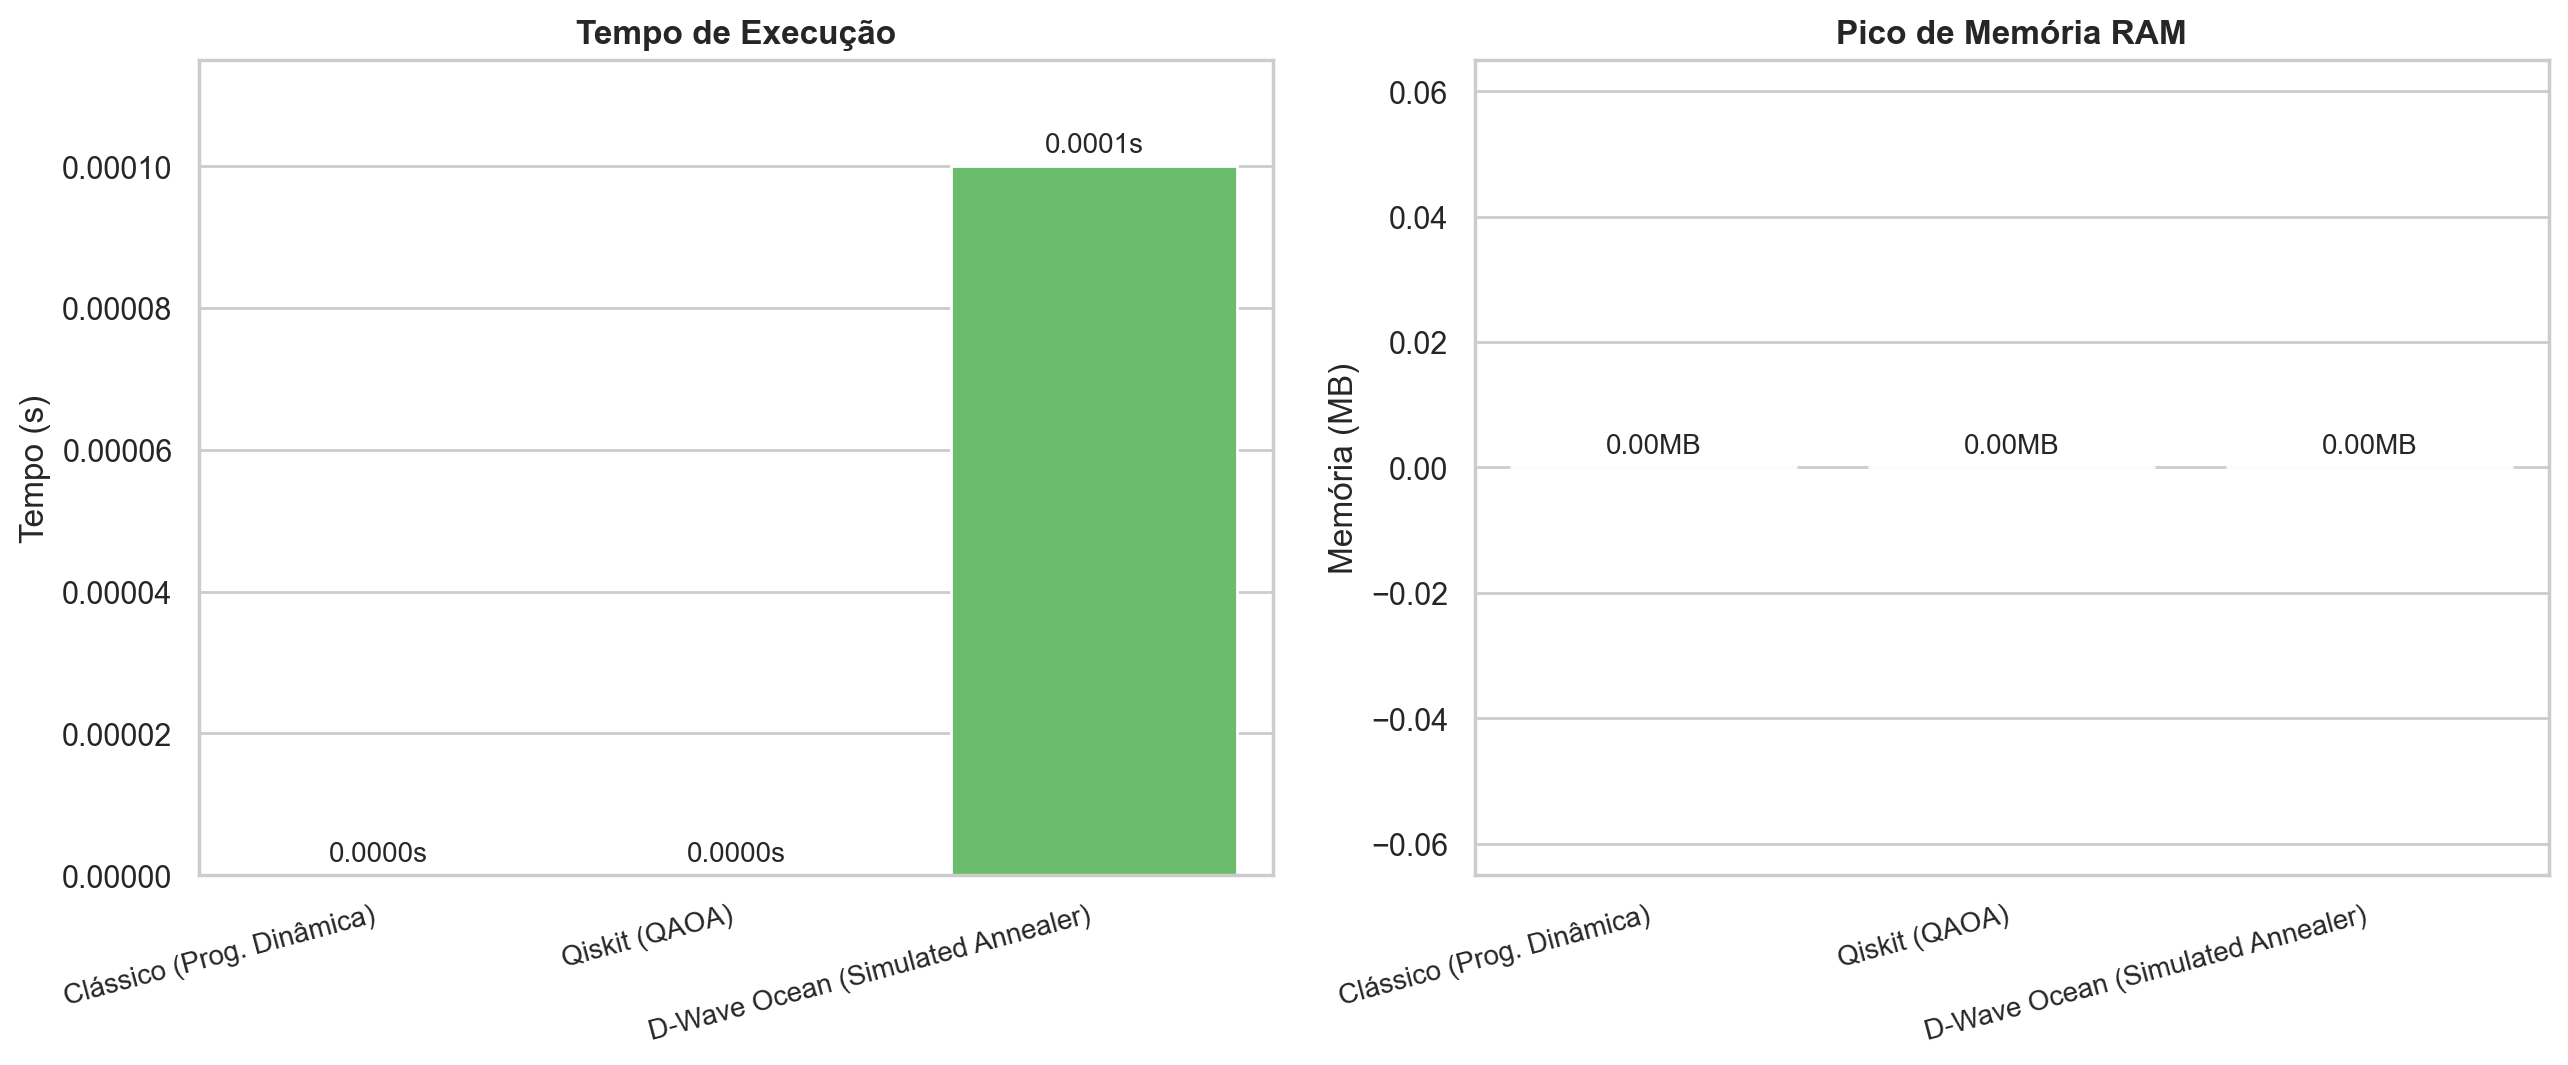 Tempo de Execução
Tempo (s)
0.00010
0.00008
0.00006
0.00004
0.00002
0.00000
0.0000s
0.0000s
0.0001s
Clássico (Prog. Dinâmica)
Qiskit (QAOA)
D-Wave Ocean (Simulated Annealer)
Pico de Memória RAM
Memória (MB)
0.06
0.04
0.02
0.00
−0.02
−0.04
−0.06
0.00MB
0.00MB
0.00MB
Clássico (Prog. Dinâmica)
Qiskit (QAOA)
D-Wave Ocean (Simulated Annealer)